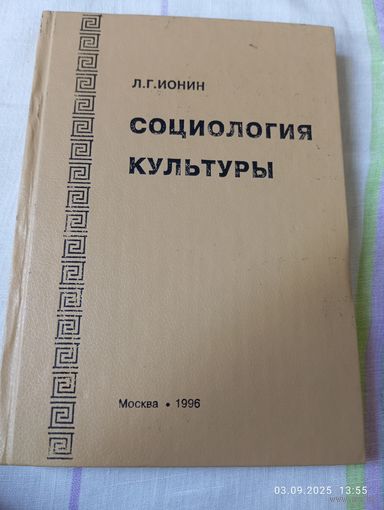 Л.Г.ИОНИН
СОЦИОЛОГИЯ
КУЛЬТУРЫ
Москва • 1996
03.09.2025 13:55